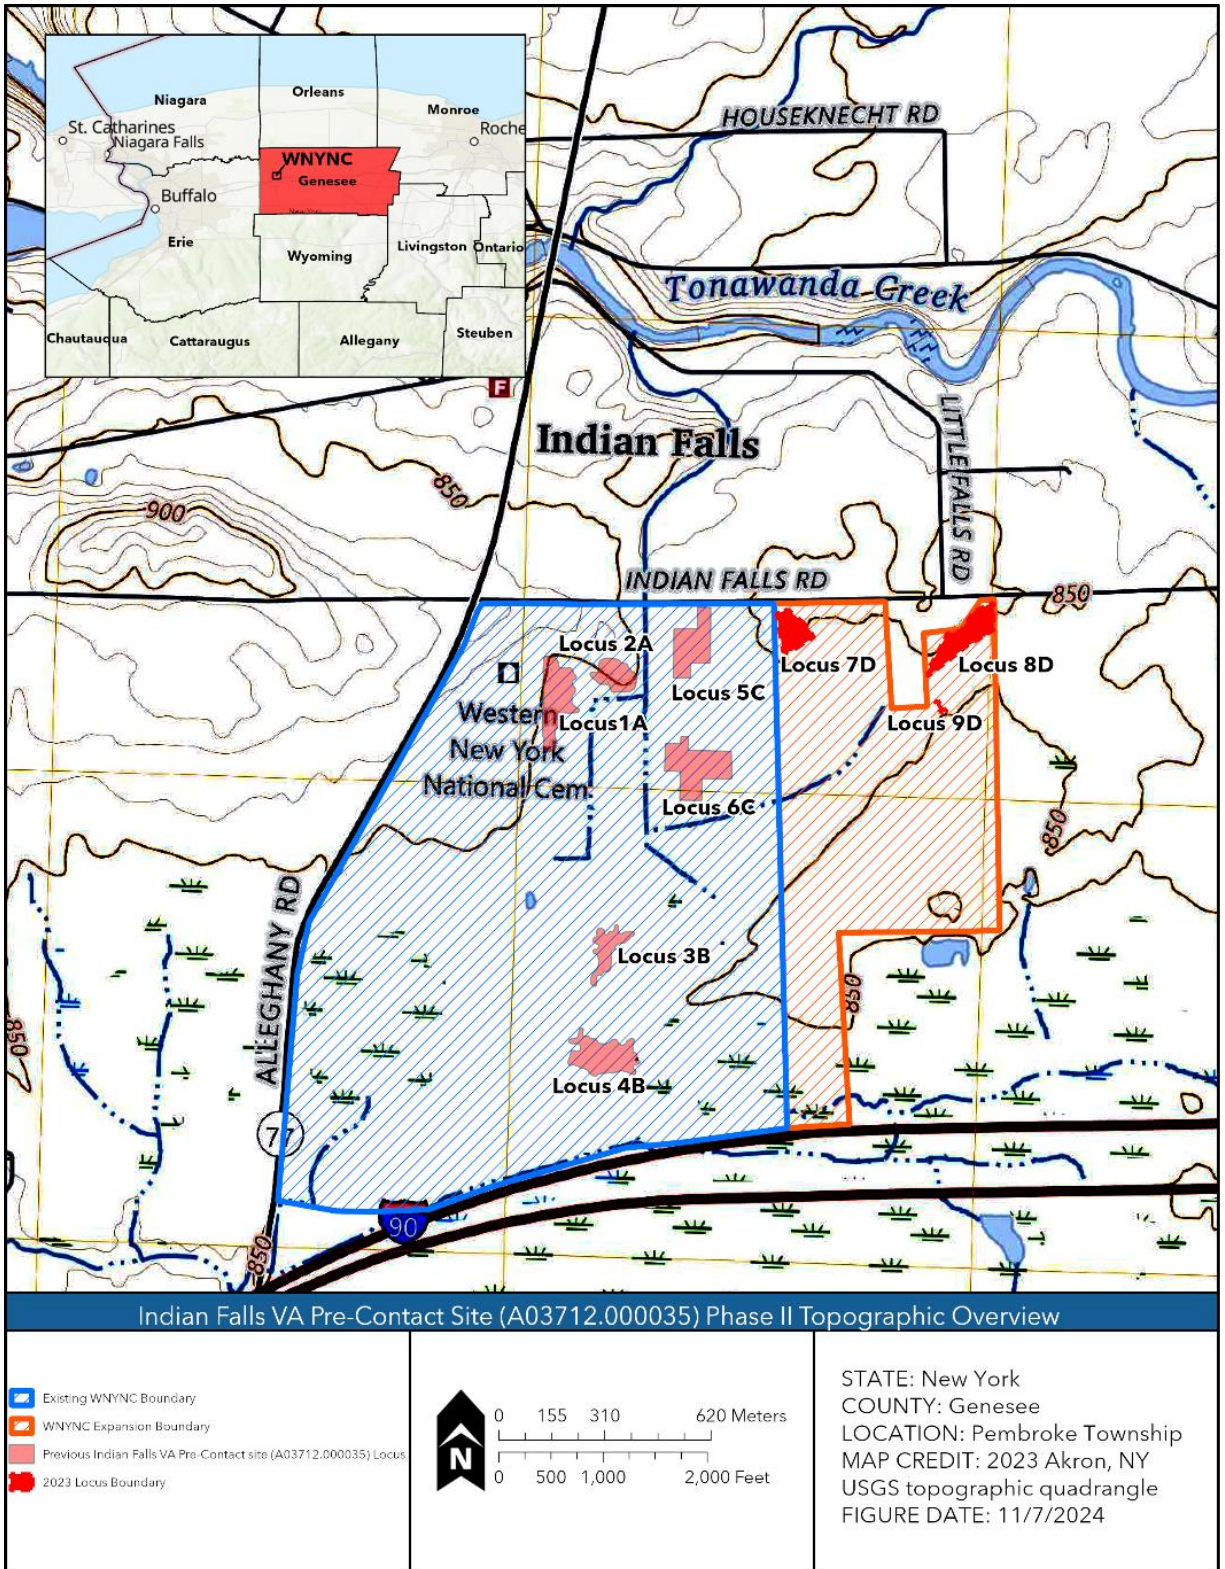 Niagara
Orleans
Monroe
St. Catharines
Niagara Falls
Roche
WNYNC
Genesee
Buffalo
Erie
Wyoming
Livingston
Ontario
Chautauqua
Cattaraugus
Allegany
Steuben
HOUSEKNECHT RD
Tonawanda Creek
F
Indian Falls
LITTLEFALLS RD
850
900
INDIAN FALLS RD
850
Locus 2A
Locus 7D
Locus 8D
Locus 5C
Western
New York
National Cem
Locus1A
Locus 9D
Locus 6C
850
ALLEGHANY RD
Locus 3B
850
850
Locus 4B
77
90
850
Indian Falls VA Pre-Contact Site (A03712.000035) Phase II Topographic Overview
Existing WNYNC Boundary
WNYNC Expansion Boundary
Previous Indian Falls VA Pre-Contact site (A03712.000035) Locus
2023 Locus Boundary
N
0 155 310 620 Meters
0 500 1,000 2,000 Feet
STATE: New York
COUNTY: Genesee
LOCATION: Pembroke Township
MAP CREDIT: 2023 Akron, NY
USGS topographic quadrangle
FIGURE DATE: 11/7/2024